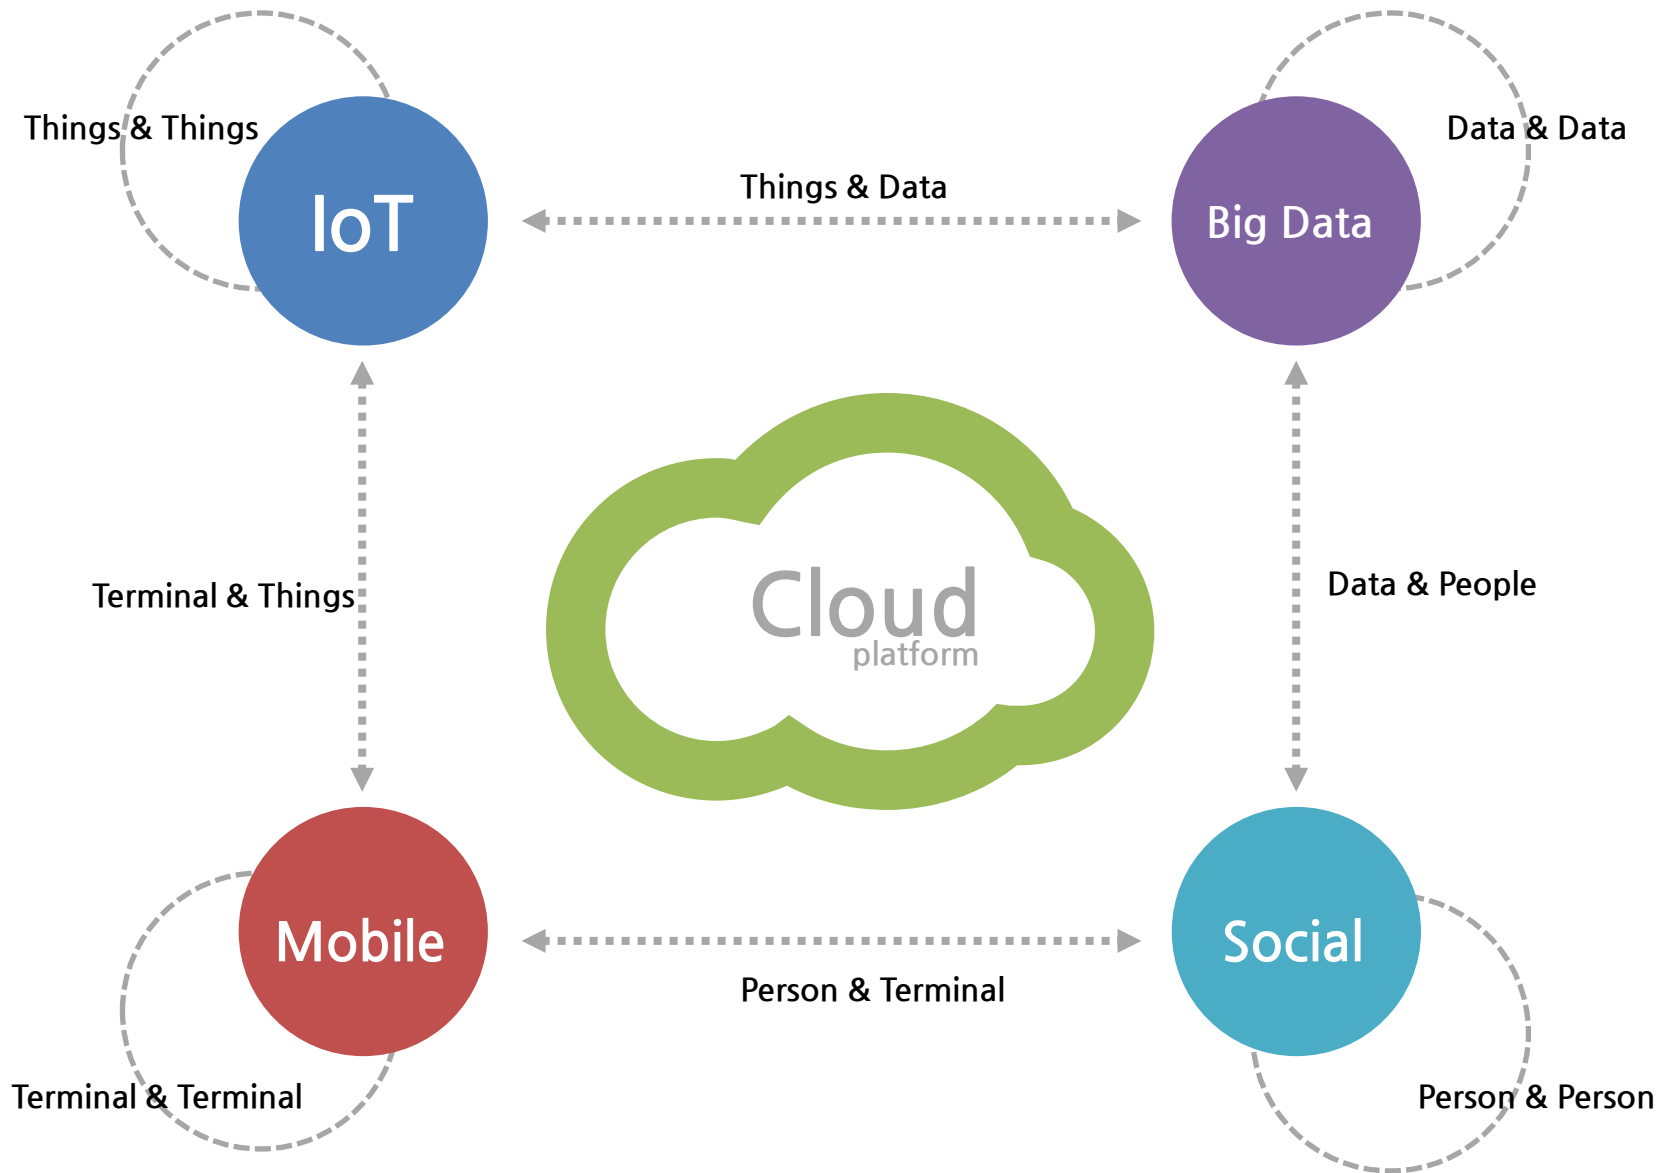 Things & Things
Data & Data
Things & Data
IoT
Big Data
Cloud
platform
Terminal & Things
Data & People
Mobile
Social
Person & Terminal
Terminal & Terminal
Person & Person